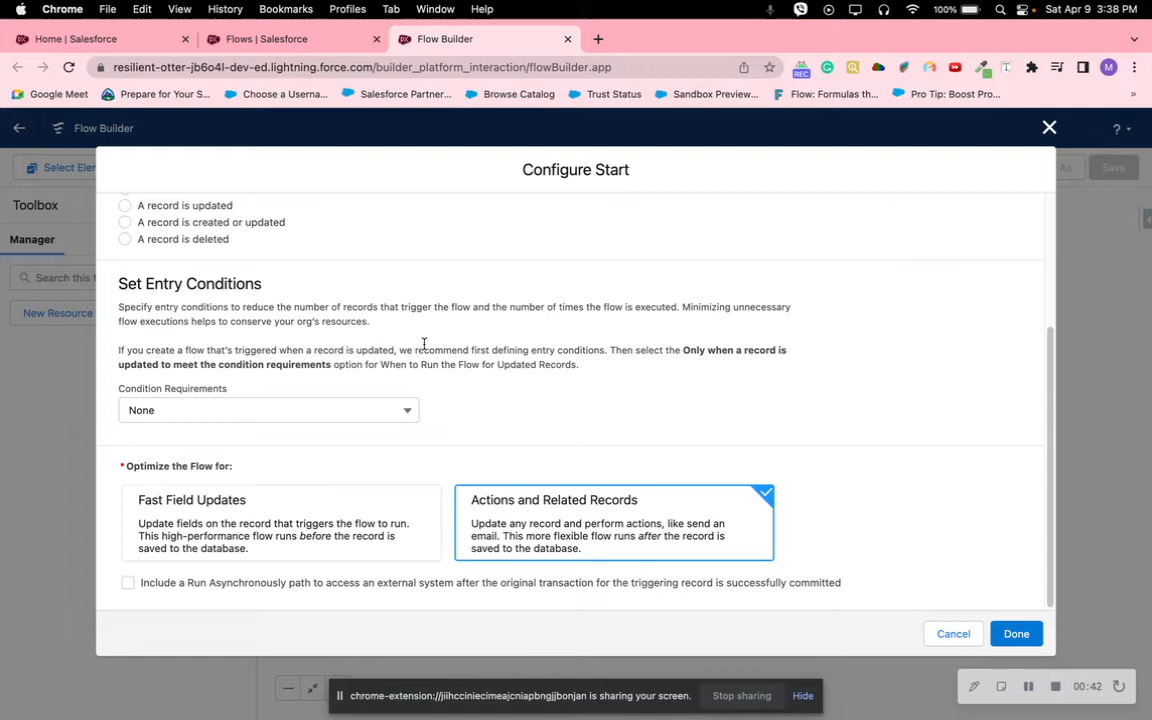 Chrome File Edit View History Bookmarks Profiles Tab Window Help 100% Sat Apr 9 3:38 PM
Home | Salesforce Flows | Salesforce Flow Builder
resilient-otter-jb6o4l-dev-ed.lightning.force.com/builder_platform_interaction/flowBuilder.app REC M
Google Meet Prepare for Your S... Choose a Userna... Salesforce Partner... Browse Catalog Trust Status Sandbox Preview... Flow: Formulas th... Pro Tip: Boost Pro...
Flow Builder ?
Select Elem As Save
Configure Start
Toolbox
Manager
Search this f
New Resource
A record is updated
A record is created or updated
A record is deleted
Set Entry Conditions
Specify entry conditions to reduce the number of records that trigger the flow and the number of times the flow is executed. Minimizing unnecessary
flow executions helps to conserve your org's resources.
If you create a flow that's triggered when a record is updated, we recommend first defining entry conditions. Then select the Only when a record is
updated to meet the condition requirements option for When to Run the Flow for Updated Records.
Condition Requirements
None
* Optimize the Flow for:
Fast Field Updates
Update fields on the record that triggers the flow to run.
This high-performance flow runs before the record is
saved to the database.
Actions and Related Records
Update any record and perform actions, like send an
email. This more flexible flow runs after the record is
saved to the database.
Include a Run Asynchronously path to access an external system after the original transaction for the triggering record is successfully committed
Cancel Done
chrome-extension://jiihcciniecimeajcniapbngjjbonjan is sharing your screen. Stop sharing Hide
00:42